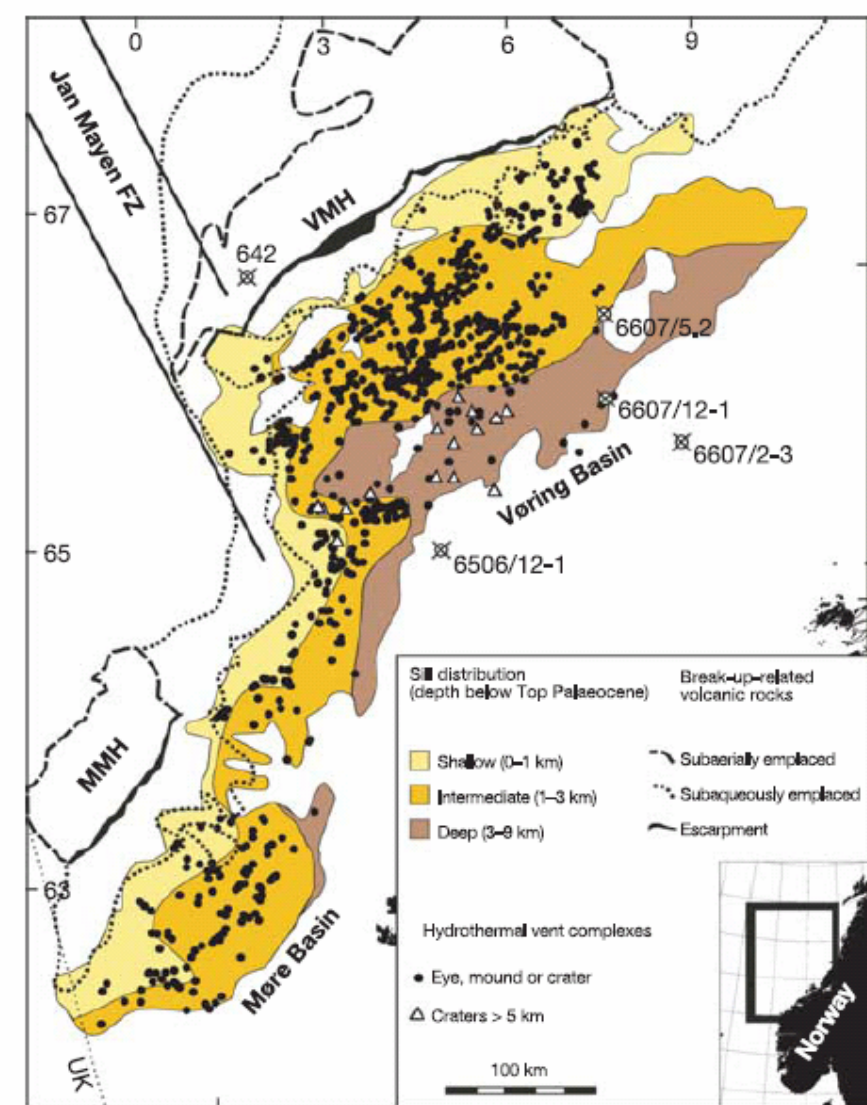 0 3 6 9
Jan Mayen FZ
67
VMH
642
6607/5.2
6607/12-1
6607/2-3
Vøring Basin
65
6506/12-1
MMH
63
Møre Basin
UK
Sill distribution
(depth below Top Palaeocene)
Shallow (0–1 km)
Intermediate (1–3 km)
Deep (3–9 km)
Break-up-related
volcanic rocks
Subaerially emplaced
Subaqueously emplaced
Escarpment
Hydrothermal vent complexes
Eye, mound or crater
Craters > 5 km
100 km
Norway